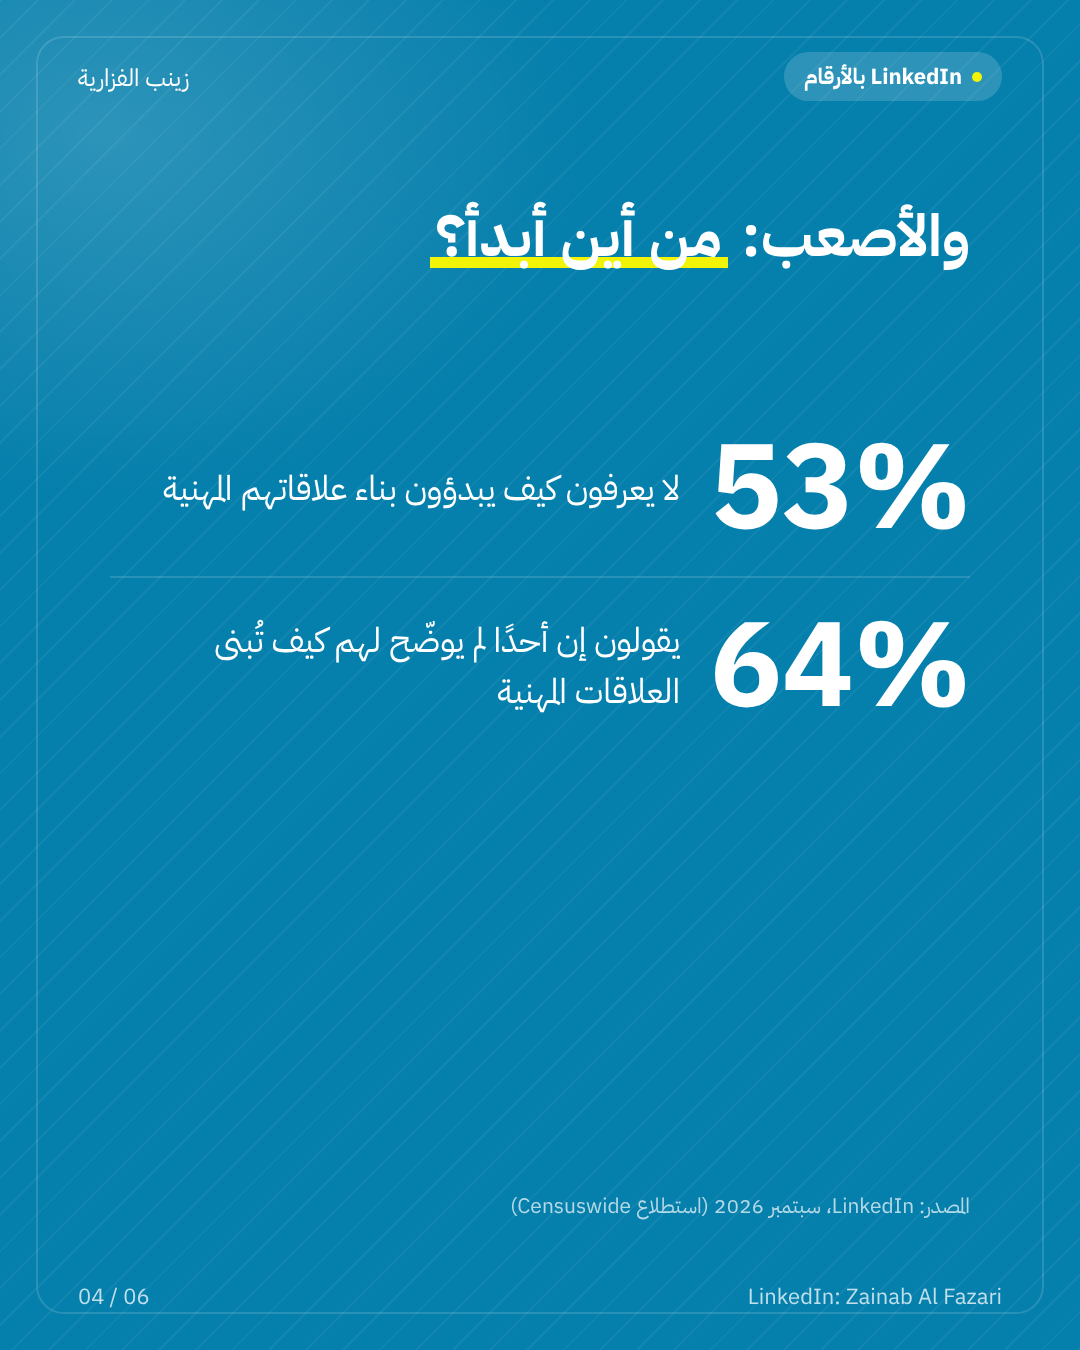 LinkedIn بالأرقام
زينب الفزارية
والأصعب: من أين أبدأ؟
53%
لا يعرفون كيف يبدؤون بناء علاقاتهم المهنية
64%
يقولون إن أحدًا لم يوضّح لهم كيف تُبنى
العلاقات المهنية
المصدر: LinkedIn، سبتمبر 2026 (استطلاع Censuswide)
LinkedIn: Zainab Al Fazari
04 / 06